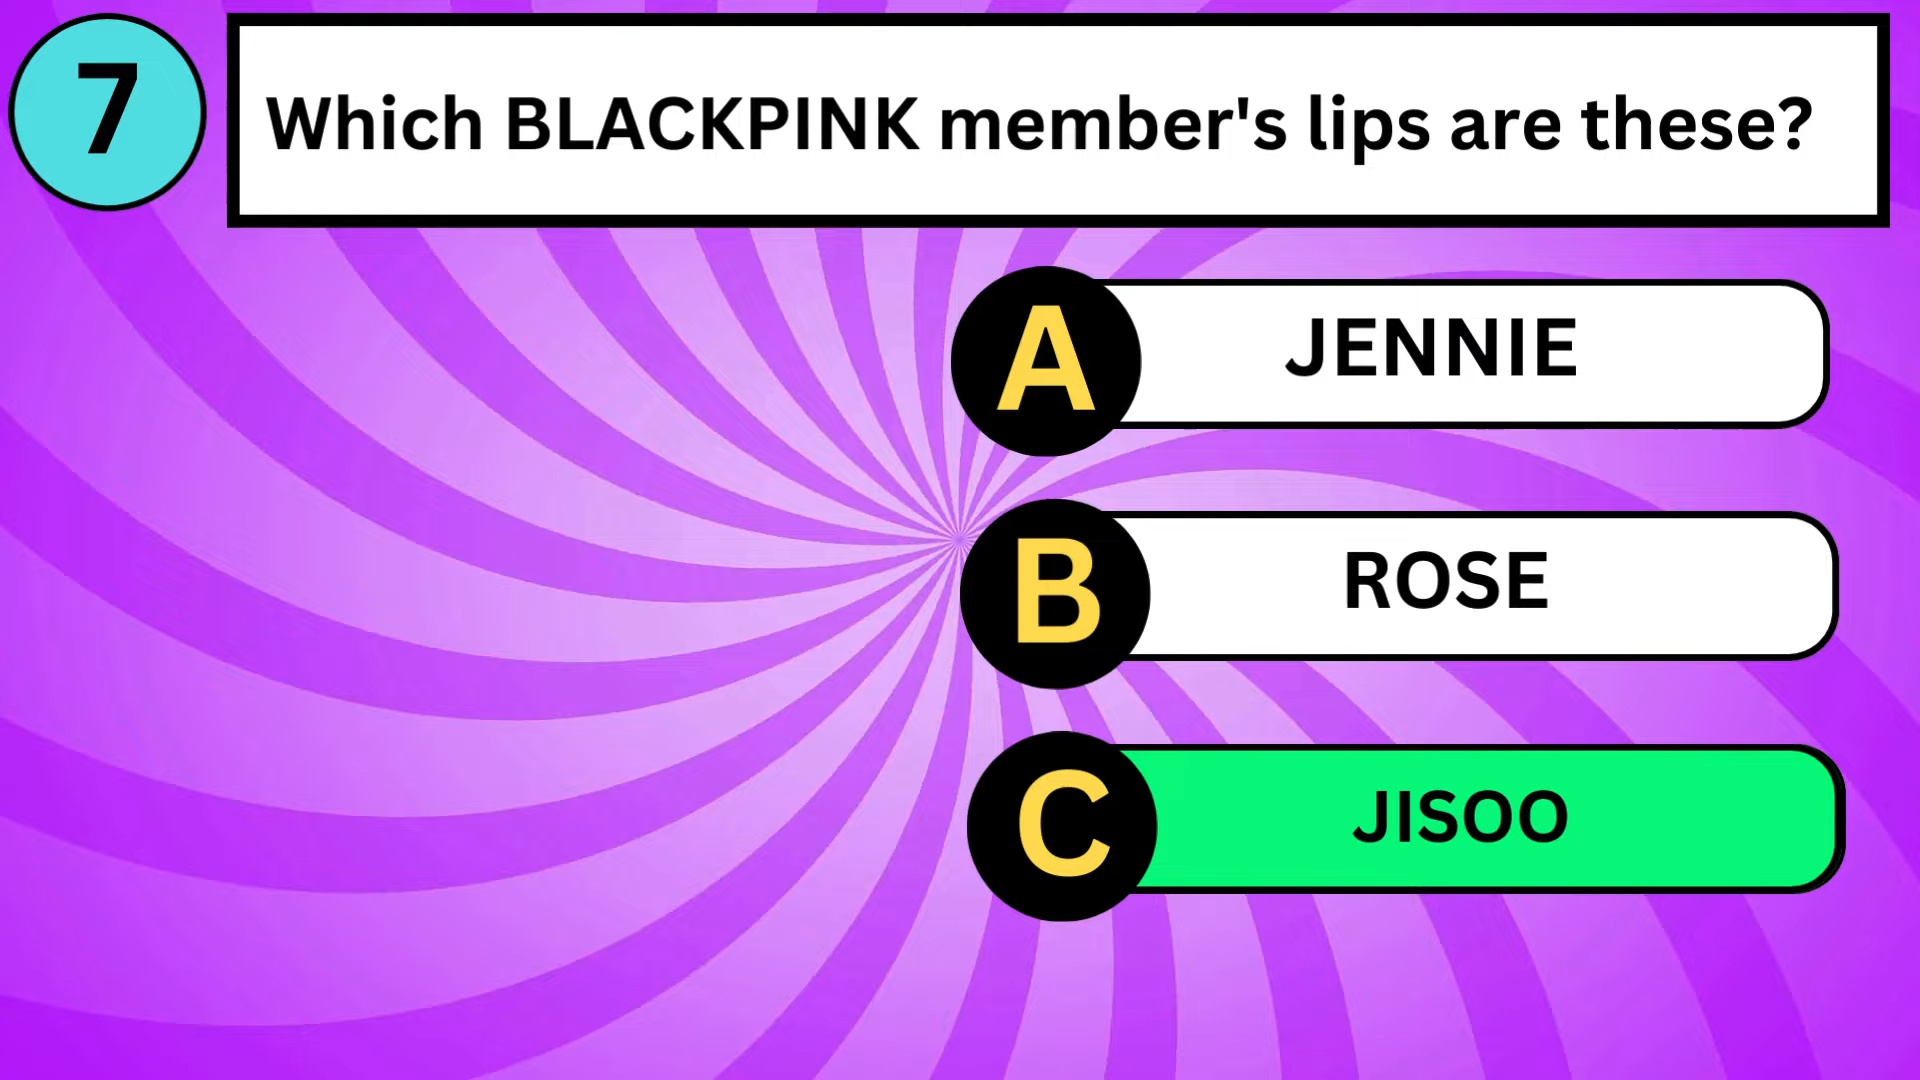 7
Which BLACKPINK member's lips are these?
A JENNIE
B ROSE
C JISOO